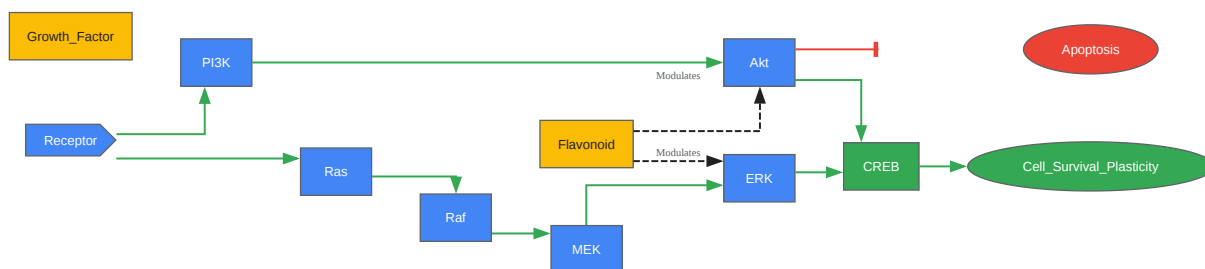 Growth_Factor
PI3K
Akt
Apoptosis
Modulates
Receptor
Flavonoid
Modulates
Ras
ERK
CREB
Cell_Survival_Plasticity
Raf
MEK